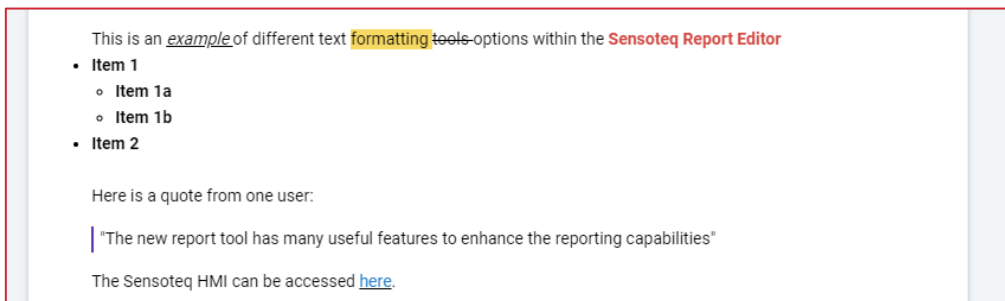 This is an example of different text formatting tools options within the Sensoteq Report Editor
• Item 1
◦ Item 1a
◦ Item 1b
• Item 2
Here is a quote from one user:
"The new report tool has many useful features to enhance the reporting capabilities"
The Sensoteq HMI can be accessed here.